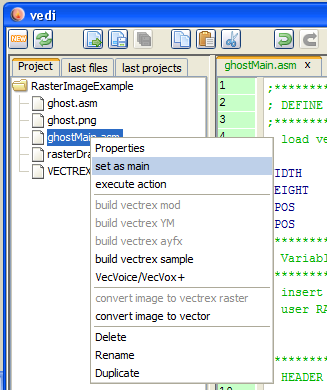 vedi
NEW
Project
last files
last projects
ghostMain.asm x
RasterImageExample
ghost.asm
ghost.png
ghostMain.asm
rasterDra
VECTREX
Properties
set as main
execute action
build vectrex mod
build vectrex YM
build vectrex ayfx
build vectrex sample
VecVoice/VecVox+
convert image to vectrex raster
convert image to vector
Delete
Rename
Duplicate
1 ;********
2 ; DEFINE
3 ;********
4 ; load ve
IDTH
EIGHT
POS
POS
********
Variabl
********
insert
user RA
********
HEADER